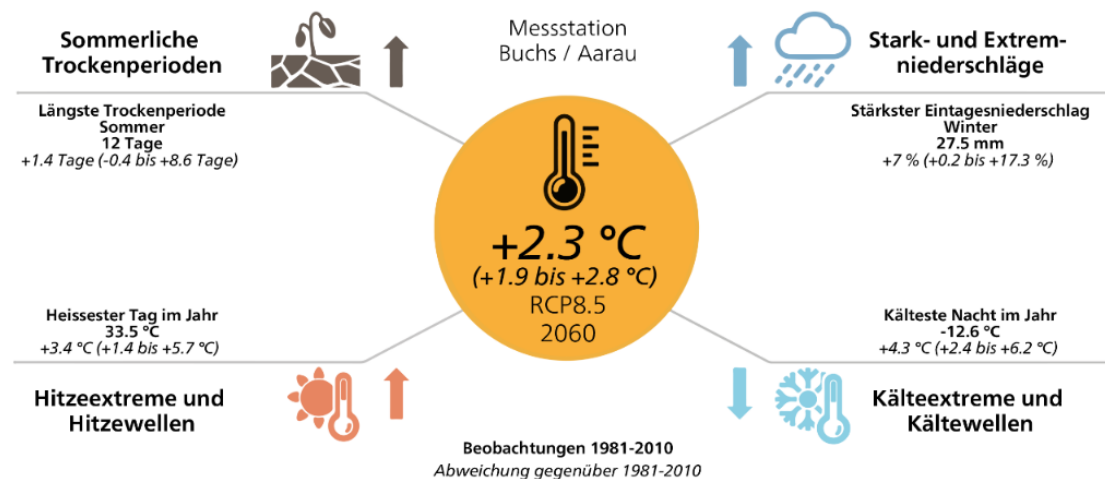 Sommerliche
Trockenperioden
Messstation
Buchs / Aarau
Stark- und Extrem-
niederschläge
Längste Trockenperiode
Sommer
12 Tage
+1.4 Tage (-0.4 bis +8.6 Tage)
Stärkster Eintagesniederschlag
Winter
27.5 mm
+7 % (+0.2 bis +17.3 %)
+2.3 °C
(+1.9 bis +2.8 °C)
RCP8.5
2060
Heissester Tag im Jahr
33.5 °C
+3.4 °C (+1.4 bis +5.7 °C)
Kälteste Nacht im Jahr
-12.6 °C
+4.3 °C (+2.4 bis +6.2 °C)
Hitzeextreme und
Hitzewellen
Kälteextreme und
Kältewellen
Beobachtungen 1981-2010
Abweichung gegenüber 1981-2010